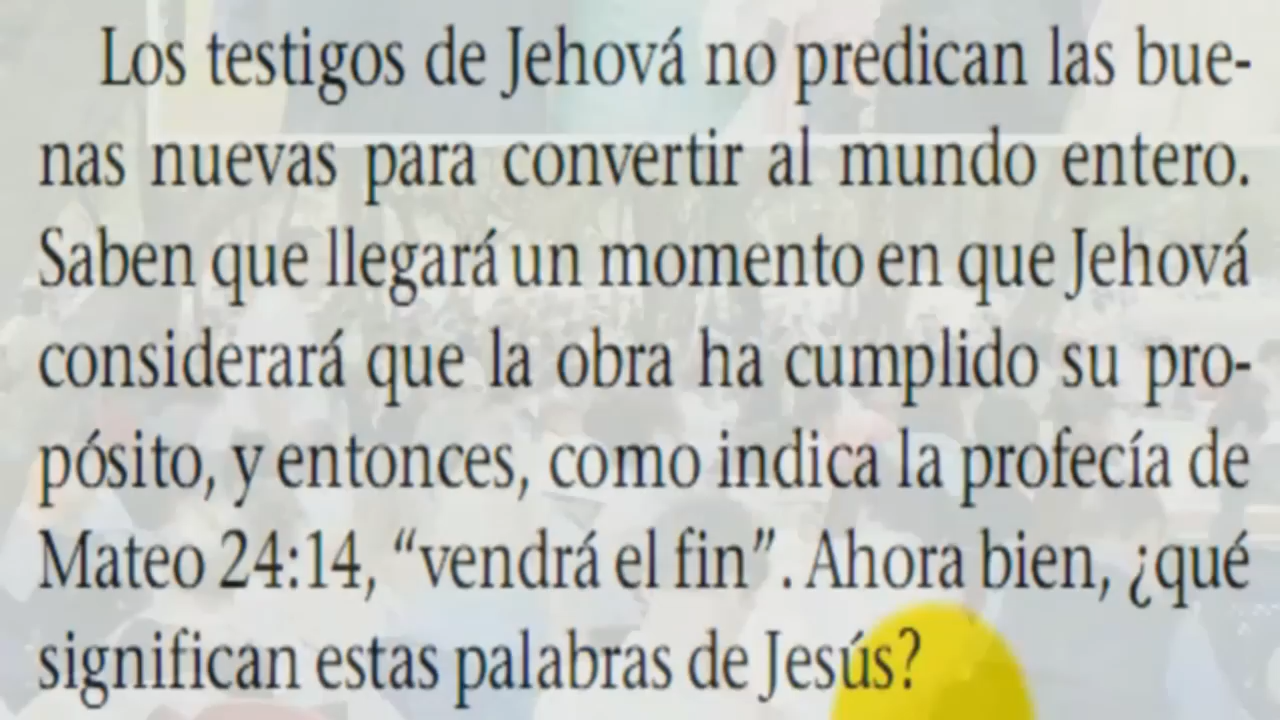 Los testigos de Jehová no predican las bue-
nas nuevas para convertir al mundo entero.
Saben que llegará un momento en que Jehová
considerará que la obra ha cumplido su pro-
pósito, y entonces, como indica la profecía de
Mateo 24:14, “vendrá el fin”. Ahora bien, ¿qué
significan estas palabras de Jesús?